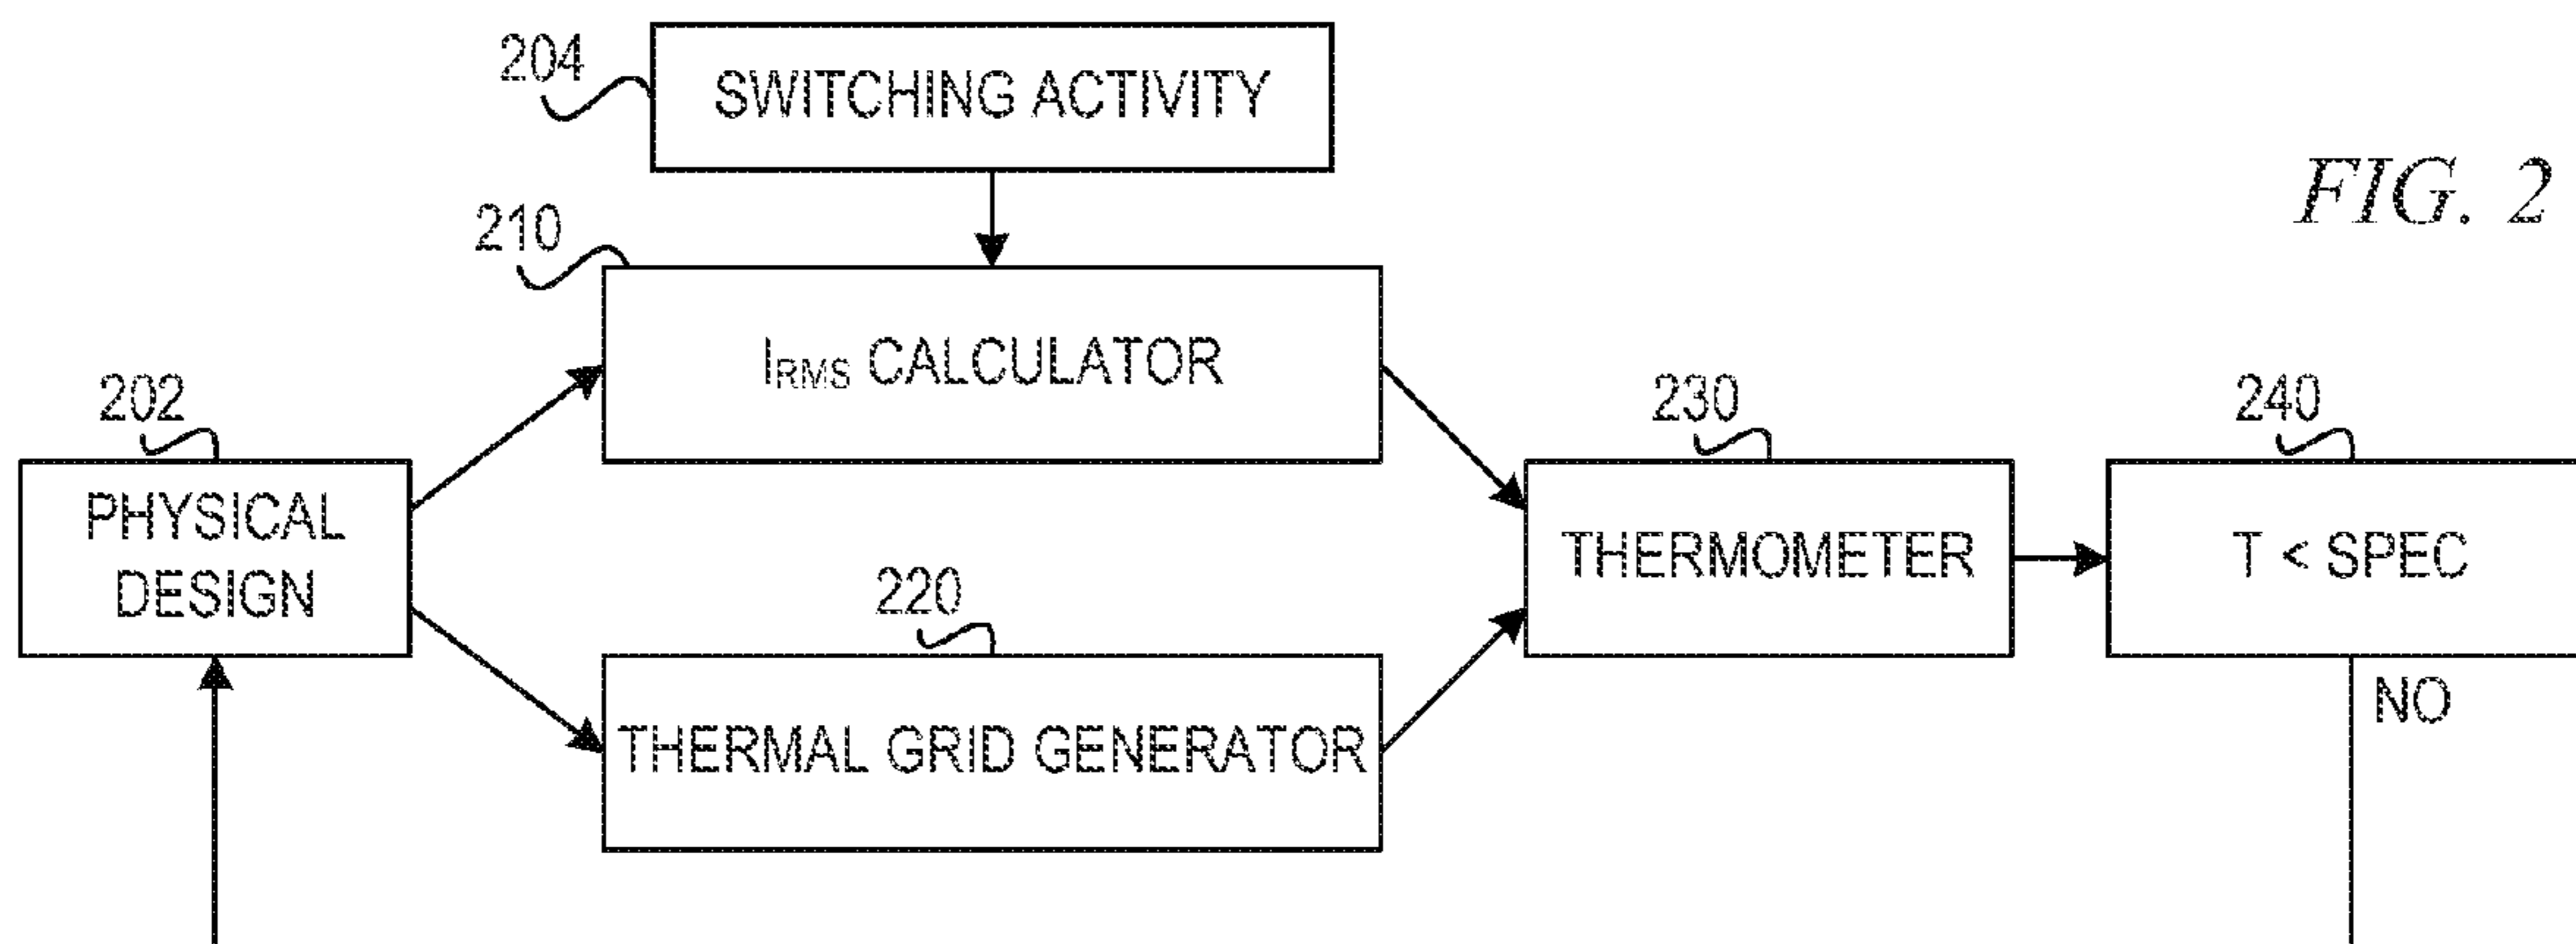 204
SWITCHING ACTIVITY
FIG. 2
210
IRMS CALCULATOR
202
PHYSICAL
DESIGN
230
THERMOMETER
240
T < SPEC
NO
220
THERMAL GRID GENERATOR